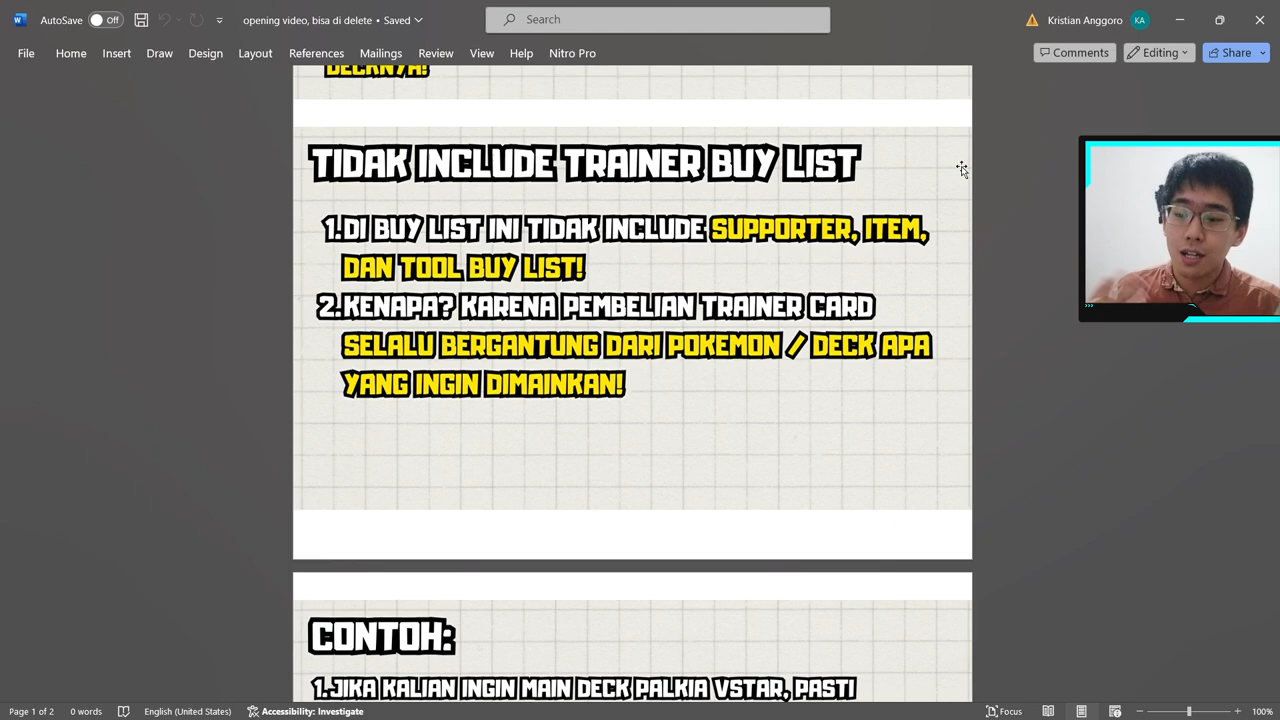 AutoSave Off opening video, bisa di delete • Saved Search Kristian Anggoro KA
File Home Insert Draw Design Layout References Mailings Review View Help Nitro Pro Comments Editing Share
DECKNYA!
TIDAK INCLUDE TRAINER BUY LIST
1. DI BUY LIST INI TIDAK INCLUDE SUPPORTER, ITEM,
DAN TOOL BUY LIST!
2. KENAPA? KARENA PEMBELIAN TRAINER CARD
SELALU BERGANTUNG DARI POKEMON / DECK APA
YANG INGIN DIMAINKAN!
CONTOH:
1. JIKA KALIAN INGIN MAIN DECK PALKIA VSTAR, PASTI
Page 1 of 2 0 words English (United States) Accessibility: Investigate Focus 100%